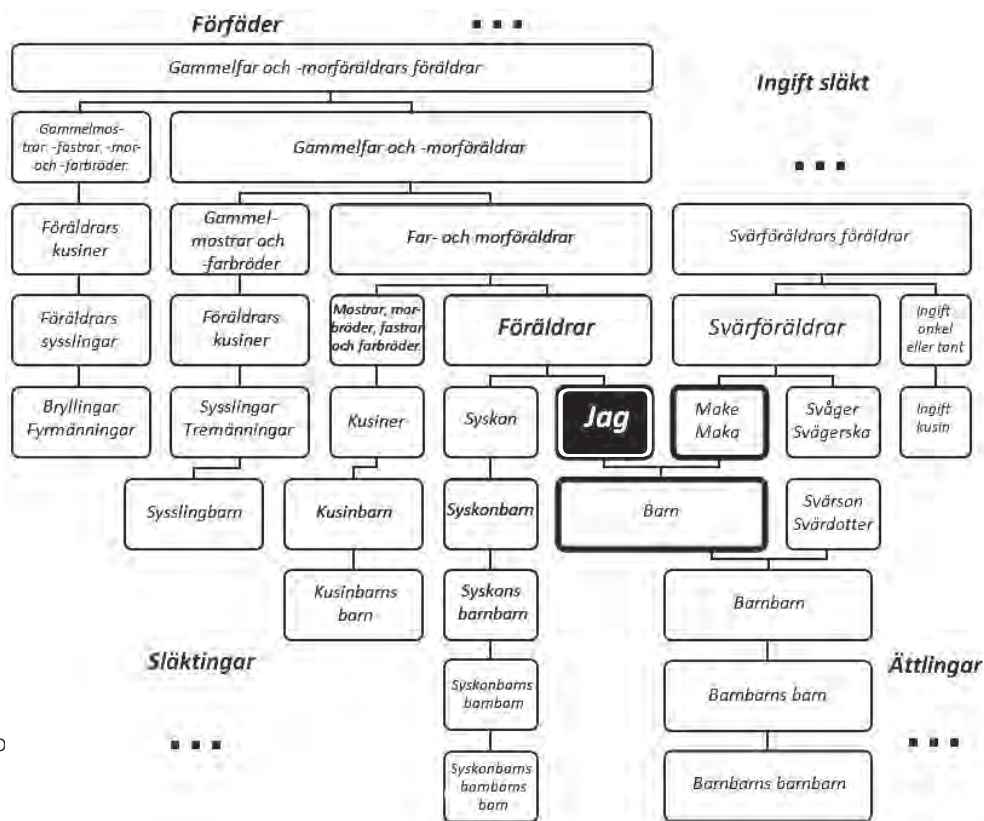 Förfäder
Gammelfar och -morföräldrars föräldrar
Ingift släkt
Gammelmos-
trar, -fastrar, -mor-
och -farbröder.
Gammelfar och -morföräldrar
Föräldrars
kusiner
Gammel-
mostrar och
-farbröder
Far- och morföräldrar
Svärföräldrars föräldrar
Föräldrars
sysslingar
Föräldrars
kusiner
Mostrar, mor-
bröder, fastrar
och farbröder.
Föräldrar
Svärföräldrar
Ingift
onkel
eller tant
Bryllingar
Fyrmänningar
Sysslingar
Tremänningar
Kusiner
Syskon
Jag
Make
Maka
Svåger
Svägerska
Ingift
kusin
Sysslingbarn
Kusinbarn
Syskonbarn
Barn
Svärson
Svärdotter
Kusinbarns
barn
Syskons
barnbarn
Barnbarn
Släktingar
Syskonbarns
barnbarn
Barnbarns barn
Ättlingar
Syskonbarns
barnbarns
barn
Barnbarns barnbarn